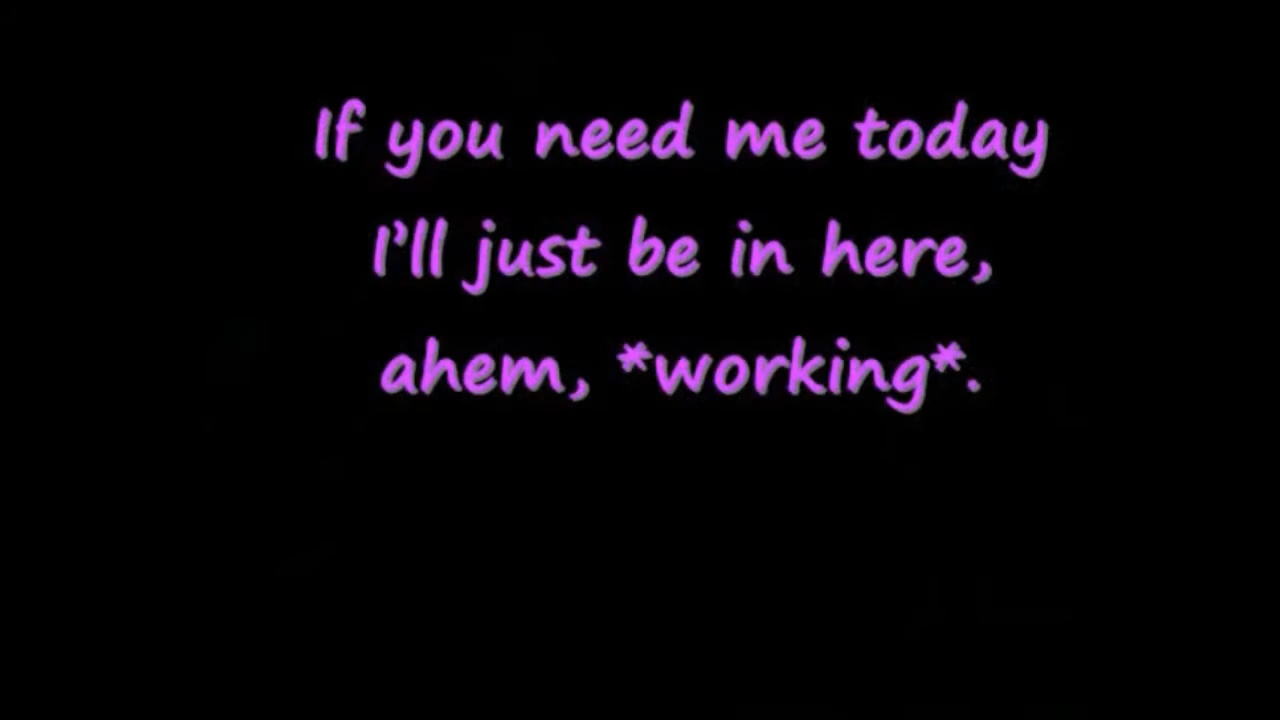 If you need me today
I’ll just be in here,
ahem, *working*.